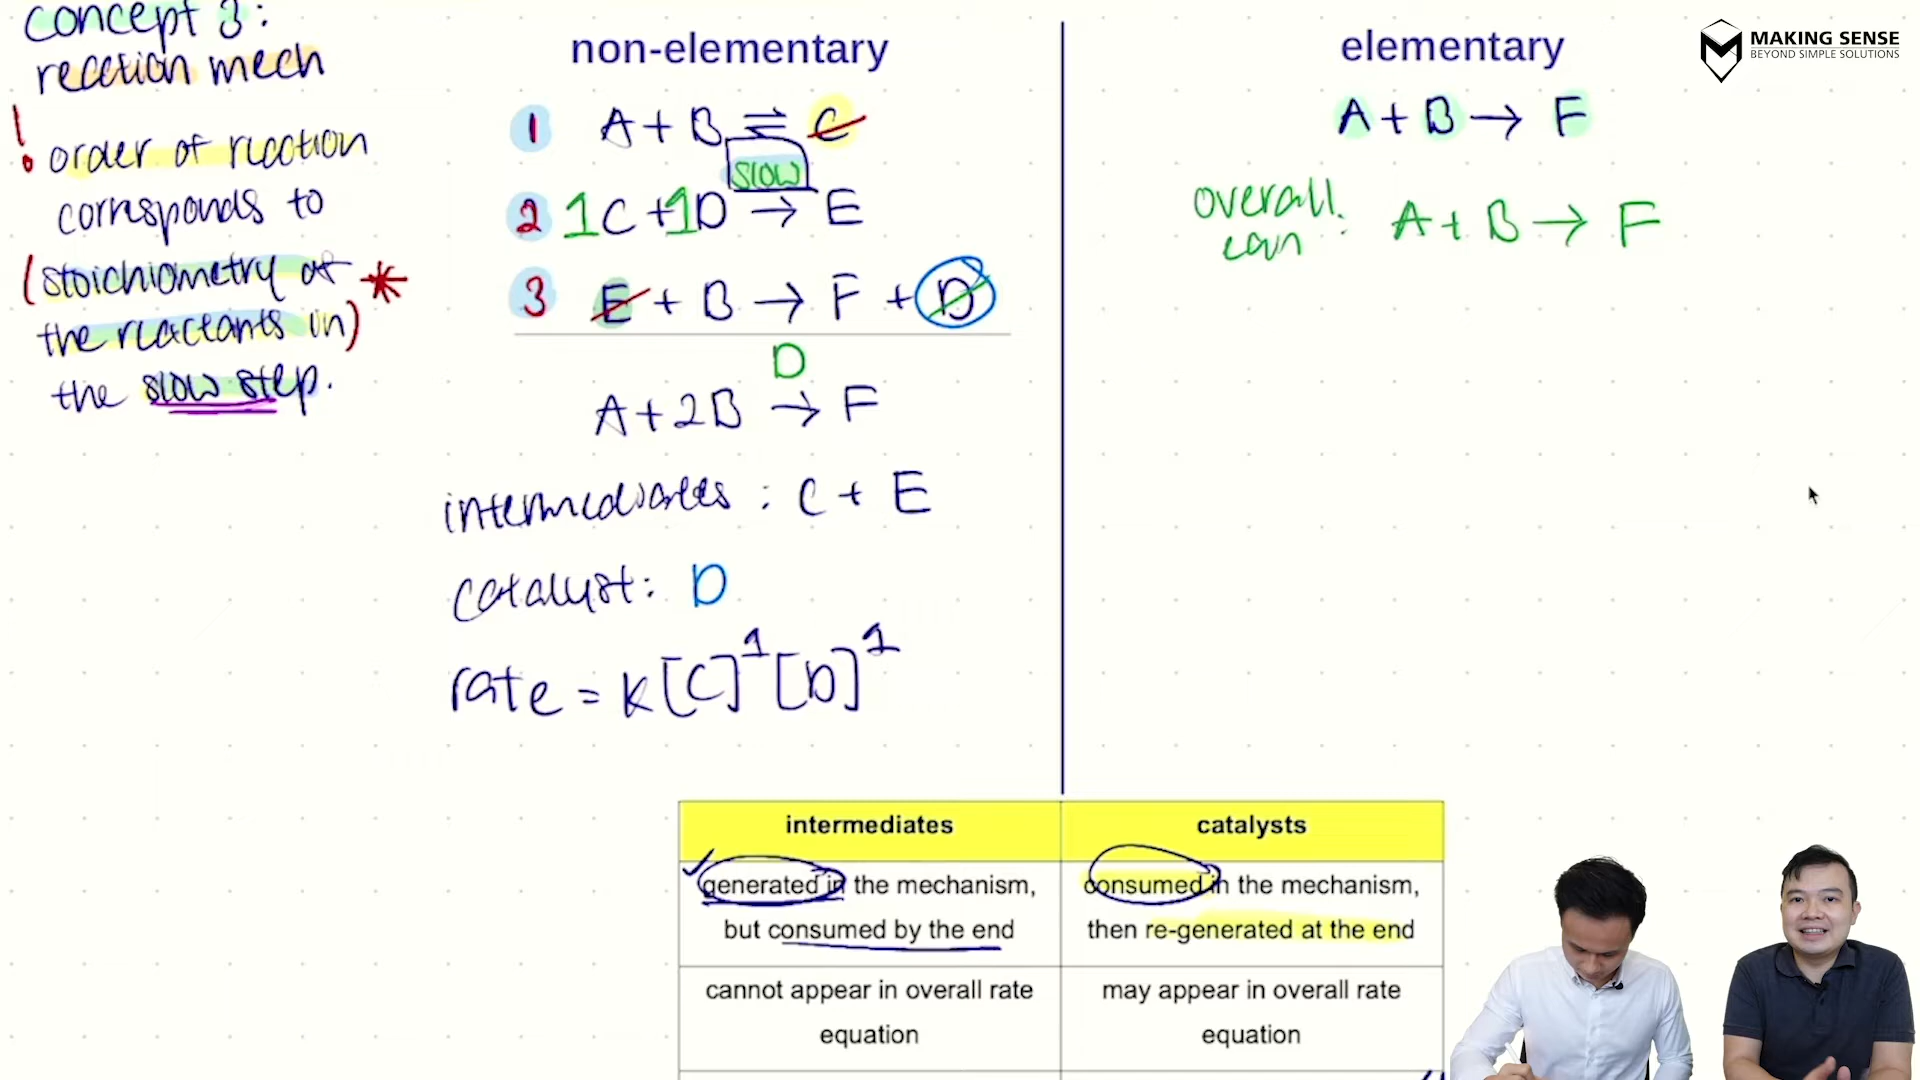 concept 3:
reaction mech
! order of reaction
corresponds to
(stoichiometry of *
the reactants in)
the slow step.
non-elementary
1 A + B ⇌ C
slow
2 1C + 1D → E
3 E + B → F + D
D
A + 2B → F
intermediates : C + E
catalyst: D
rate = k[C]¹[D]¹
elementary
A + B → F
overall: A + B → F
eqn
MAKING SENSE
BEYOND SIMPLE SOLUTIONS
intermediates
catalysts
generated in the mechanism,
but consumed by the end
consumed in the mechanism,
then re-generated at the end
cannot appear in overall rate
equation
may appear in overall rate
equation